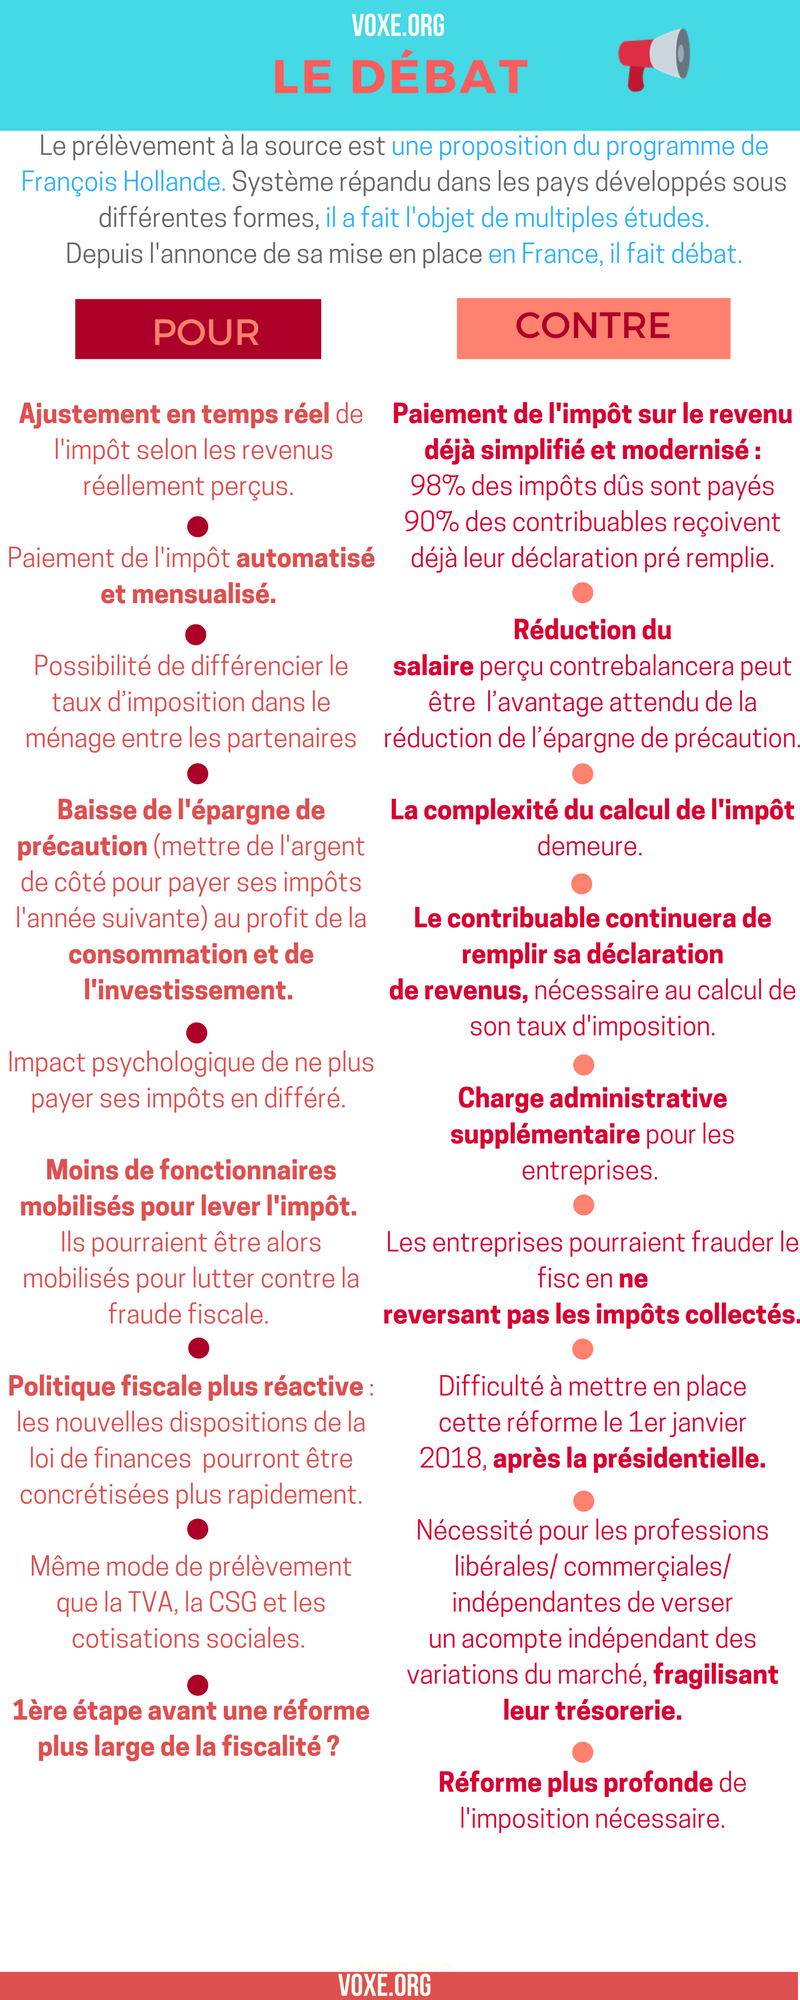 VOXE.ORG
LE DÉBAT
Le prélèvement à la source est une proposition du programme de
François Hollande. Système répandu dans les pays développés sous
différentes formes, il a fait l'objet de multiples études.
Depuis l'annonce de sa mise en place en France, il fait débat.
POUR
Ajustement en temps réel de
l'impôt selon les revenus
réellement perçus.
Paiement de l'impôt automatisé
et mensualisé.
Possibilité de différencier le
taux d’imposition dans le
ménage entre les partenaires
Baisse de l'épargne de
précaution (mettre de l'argent
de côté pour payer ses impôts
l'année suivante) au profit de la
consommation et de
l'investissement.
Impact psychologique de ne plus
payer ses impôts en différé.
Moins de fonctionnaires
mobilisés pour lever l'impôt.
Ils pourraient être alors
mobilisés pour lutter contre la
fraude fiscale.
Politique fiscale plus réactive :
les nouvelles dispositions de la
loi de finances pourront être
concrétisées plus rapidement.
Même mode de prélèvement
que la TVA, la CSG et les
cotisations sociales.
1ère étape avant une réforme
plus large de la fiscalité ?
CONTRE
Paiement de l'impôt sur le revenu
déjà simplifié et modernisé :
98% des impôts dûs sont payés
90% des contribuables reçoivent
déjà leur déclaration pré remplie.
Réduction du
salaire perçu contrebalancera peut
être l’avantage attendu de la
réduction de l’épargne de précaution.
La complexité du calcul de l'impôt
demeure.
Le contribuable continuera de
remplir sa déclaration
de revenus, nécessaire au calcul de
son taux d'imposition.
Charge administrative
supplémentaire pour les
entreprises.
Les entreprises pourraient frauder le
fisc en ne
reversant pas les impôts collectés.
Difficulté à mettre en place
cette réforme le 1er janvier
2018, après la présidentielle.
Nécessité pour les professions
libérales/ commerçiales/
indépendantes de verser
un acompte indépendant des
variations du marché, fragilisant
leur trésorerie.
Réforme plus profonde de
l'imposition nécessaire.
VOXE.ORG